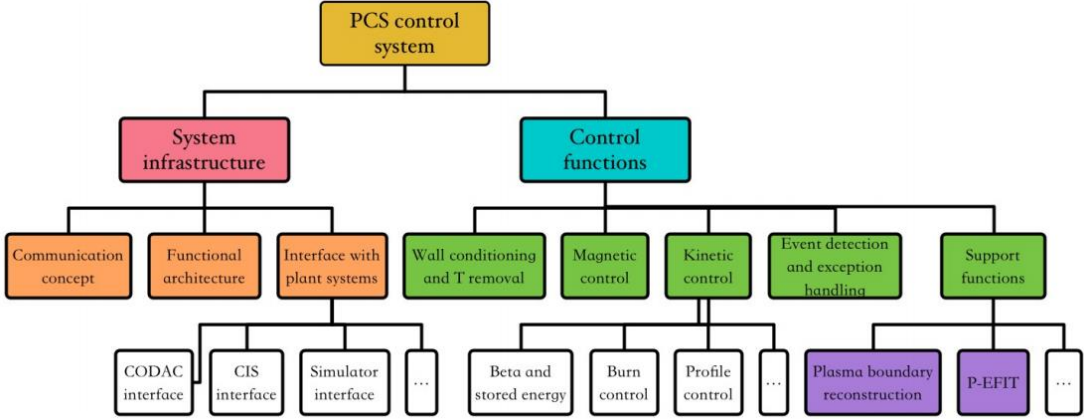 PCS control
system
System
infrastructure
Control
functions
Communication
concept
Functional
architecture
Interface with
plant systems
Wall conditioning
and T removal
Magnetic
control
Kinetic
control
Event detection
and exception
handling
Support
functions
CODAC
interface
CIS
interface
Simulator
interface
...
Beta and
stored energy
Burn
control
Profile
control
...
Plasma boundary
reconstruction
P-EFIT
...